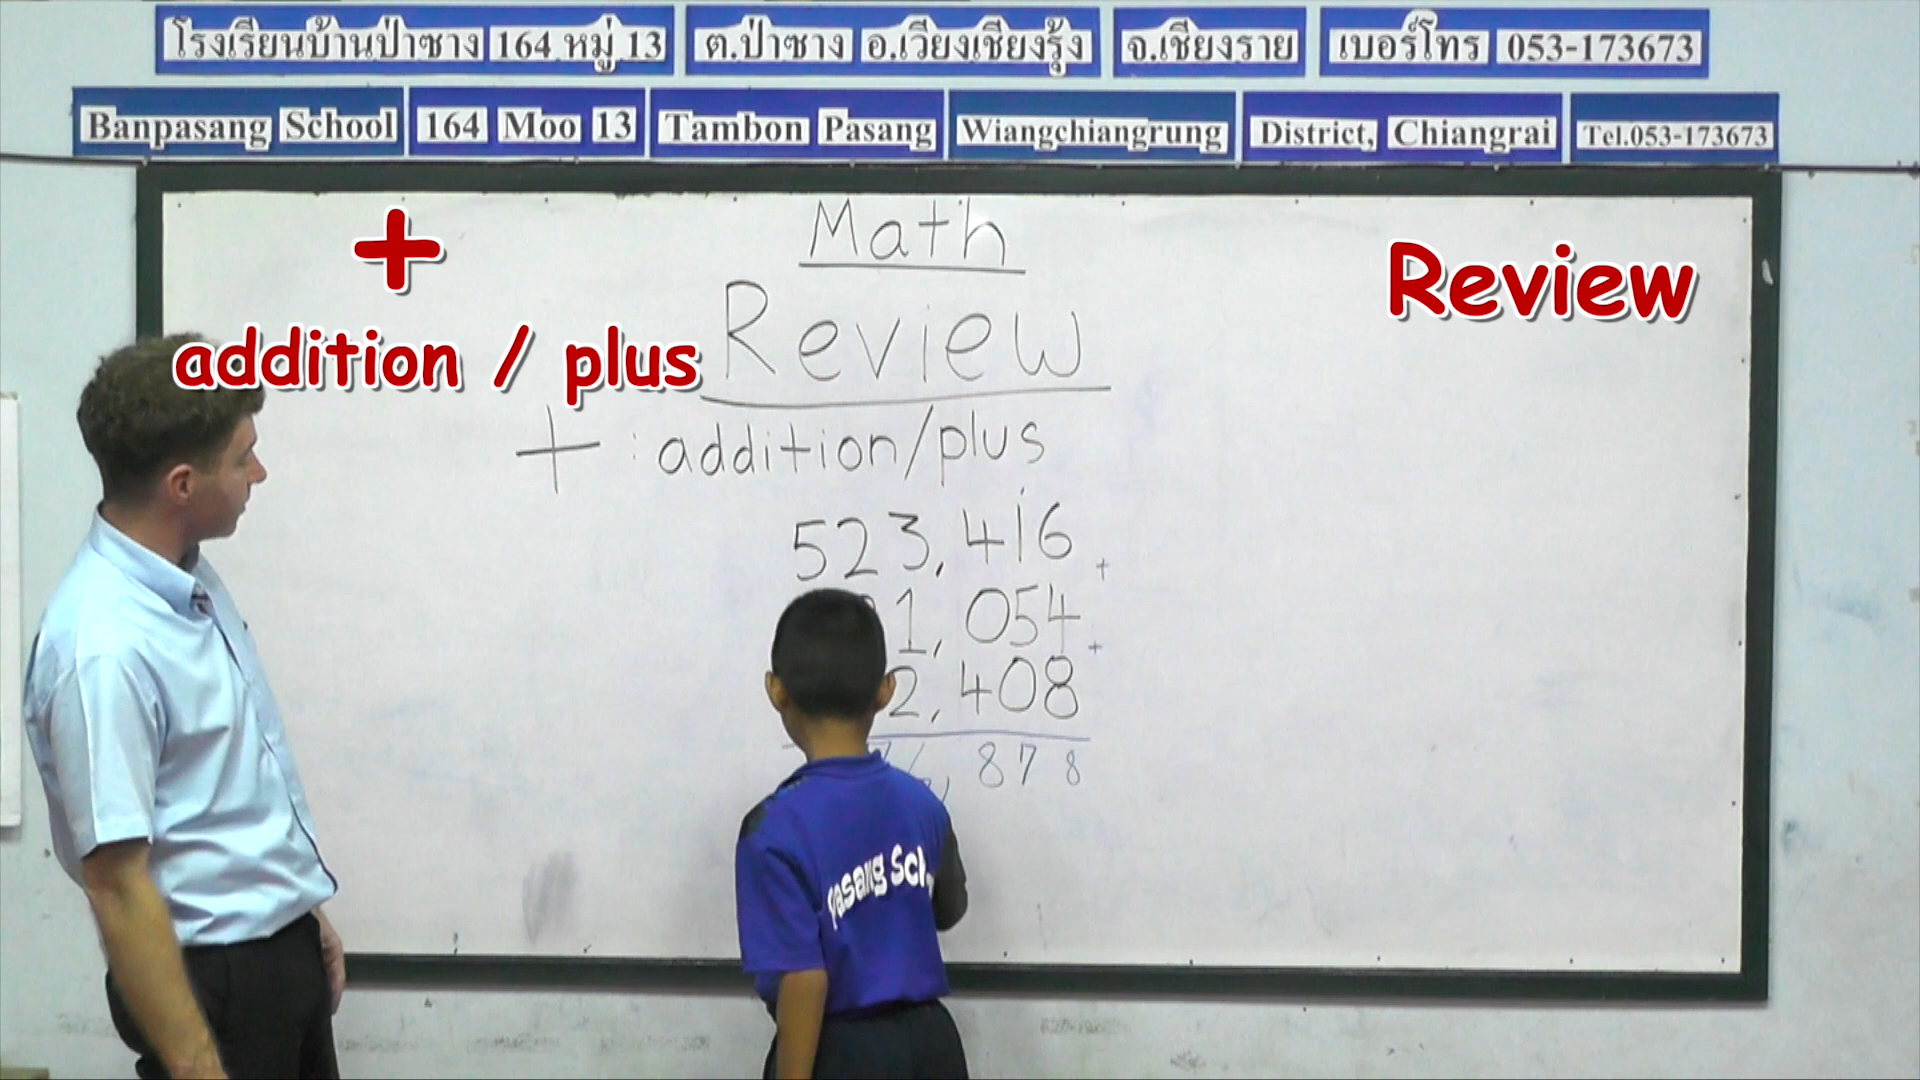 โรงเรียนบ้านป่าซาง 164 หมู่ 13 ต.ป่าซาง อ.เวียงเชียงรุ้ง จ.เชียงราย เบอร์โทร 053-173673
Banpasang School 164 Moo 13 Tambon Pasang Wiangchiangrung District, Chiangrai Tel.053-173673
Math
+
Review
Review
addition / plus
+ : addition/plus
523,416 +
1,054 +
2,408
878